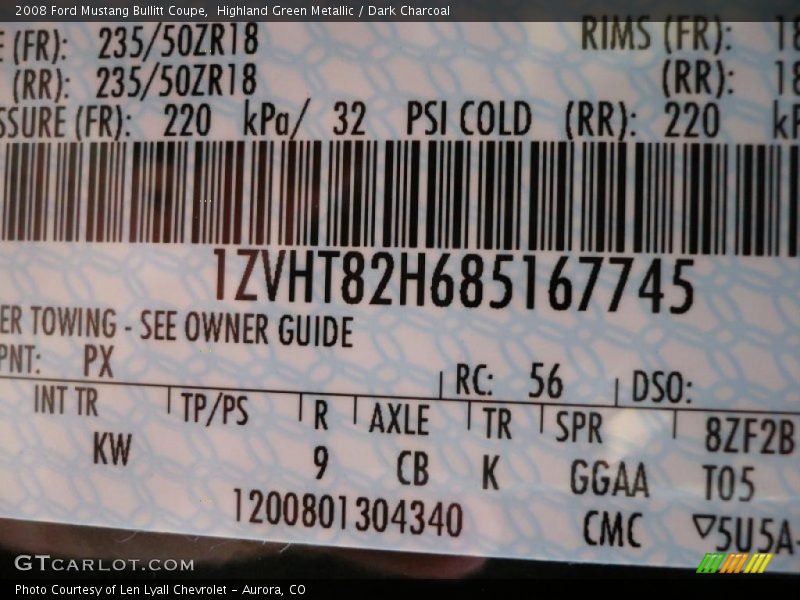 2008 Ford Mustang Bullitt Coupe,  Highland Green Metallic / Dark Charcoal
E (FR): 235/50ZR18 RIMS (FR): 18
(RR): 235/50ZR18 (RR): 18
SSURE (FR): 220 kPa/ 32 PSI COLD (RR): 220 kP
1ZVHT82H685167745
ER TOWING - SEE OWNER GUIDE
PNT: PX RC: 56 DSO:
INT TR TP/PS R AXLE TR SPR 8ZF2B
KW 9 CB K GGAA T05
1200801304340 CMC ▽5U5A-
GTCARLOT.COM
Photo Courtesy of Len Lyall Chevrolet – Aurora, CO